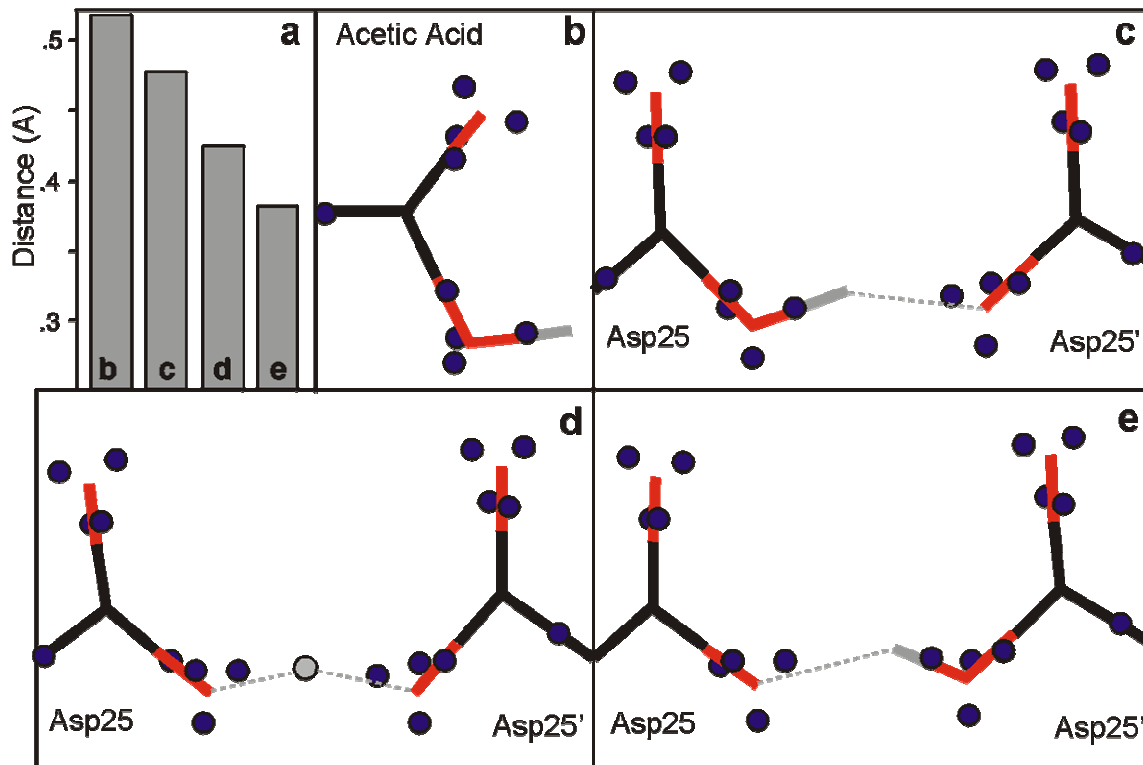 Distance (A)
.5
.4
.3
a
b
c
d
e
Acetic Acid
b
c
Asp25
Asp25'
d
Asp25
Asp25'
e
Asp25
Asp25'